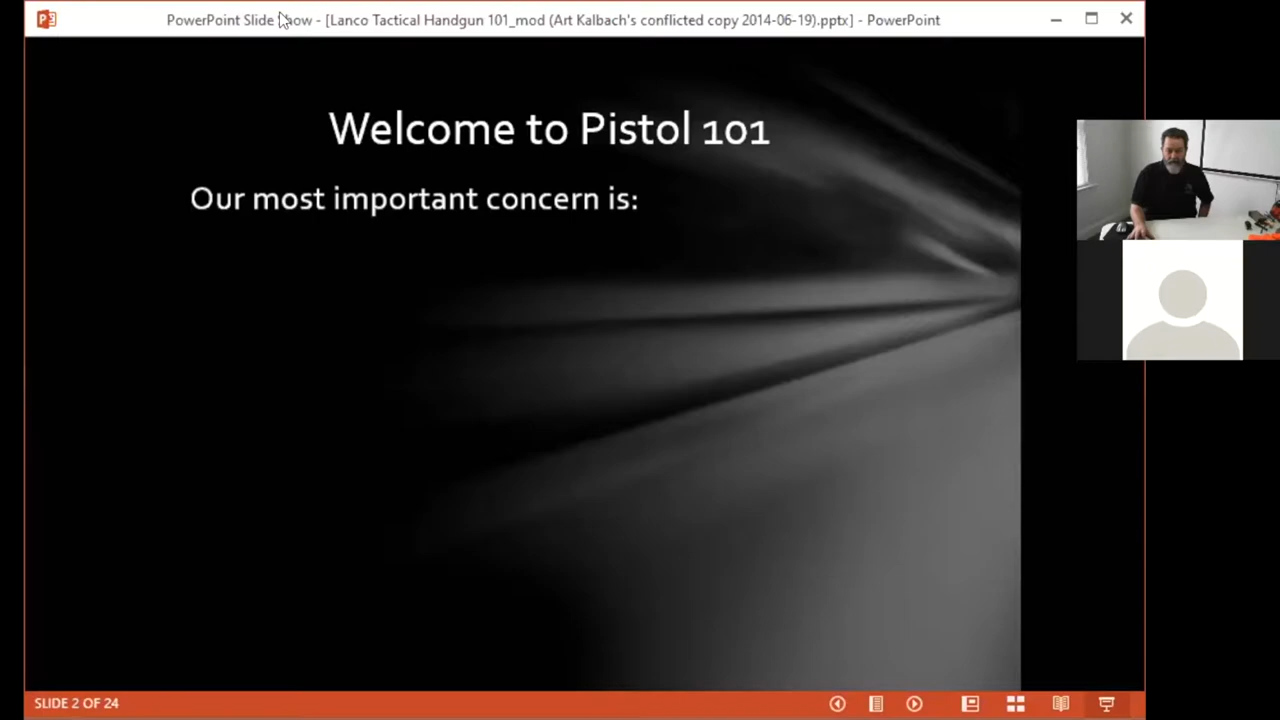 PowerPoint Slide Show - [Lanco Tactical Handgun 101_mod (Art Kalbach's conflicted copy 2014-06-19).pptx] - PowerPoint
Welcome to Pistol 101
Our most important concern is:
SLIDE 2 OF 24